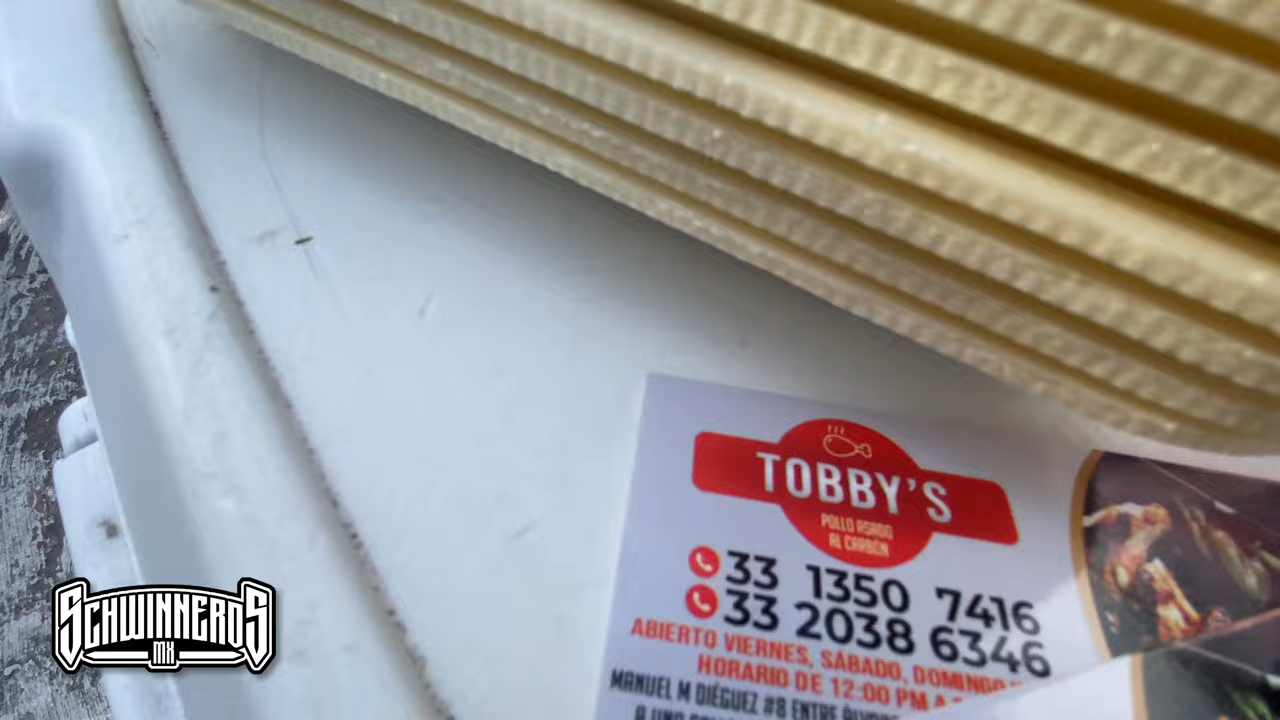 TOBBY'S
POLLO ASADO
AL CARBÓN
33 1350 7416
33 2038 6346
ABIERTO VIERNES, SÁBADO, DOMINGO
HORARIO DE 12:00 PM A
MANUEL M DIÉGUEZ #8 ENTRE
A UNO
SCHWINNEROS
MX